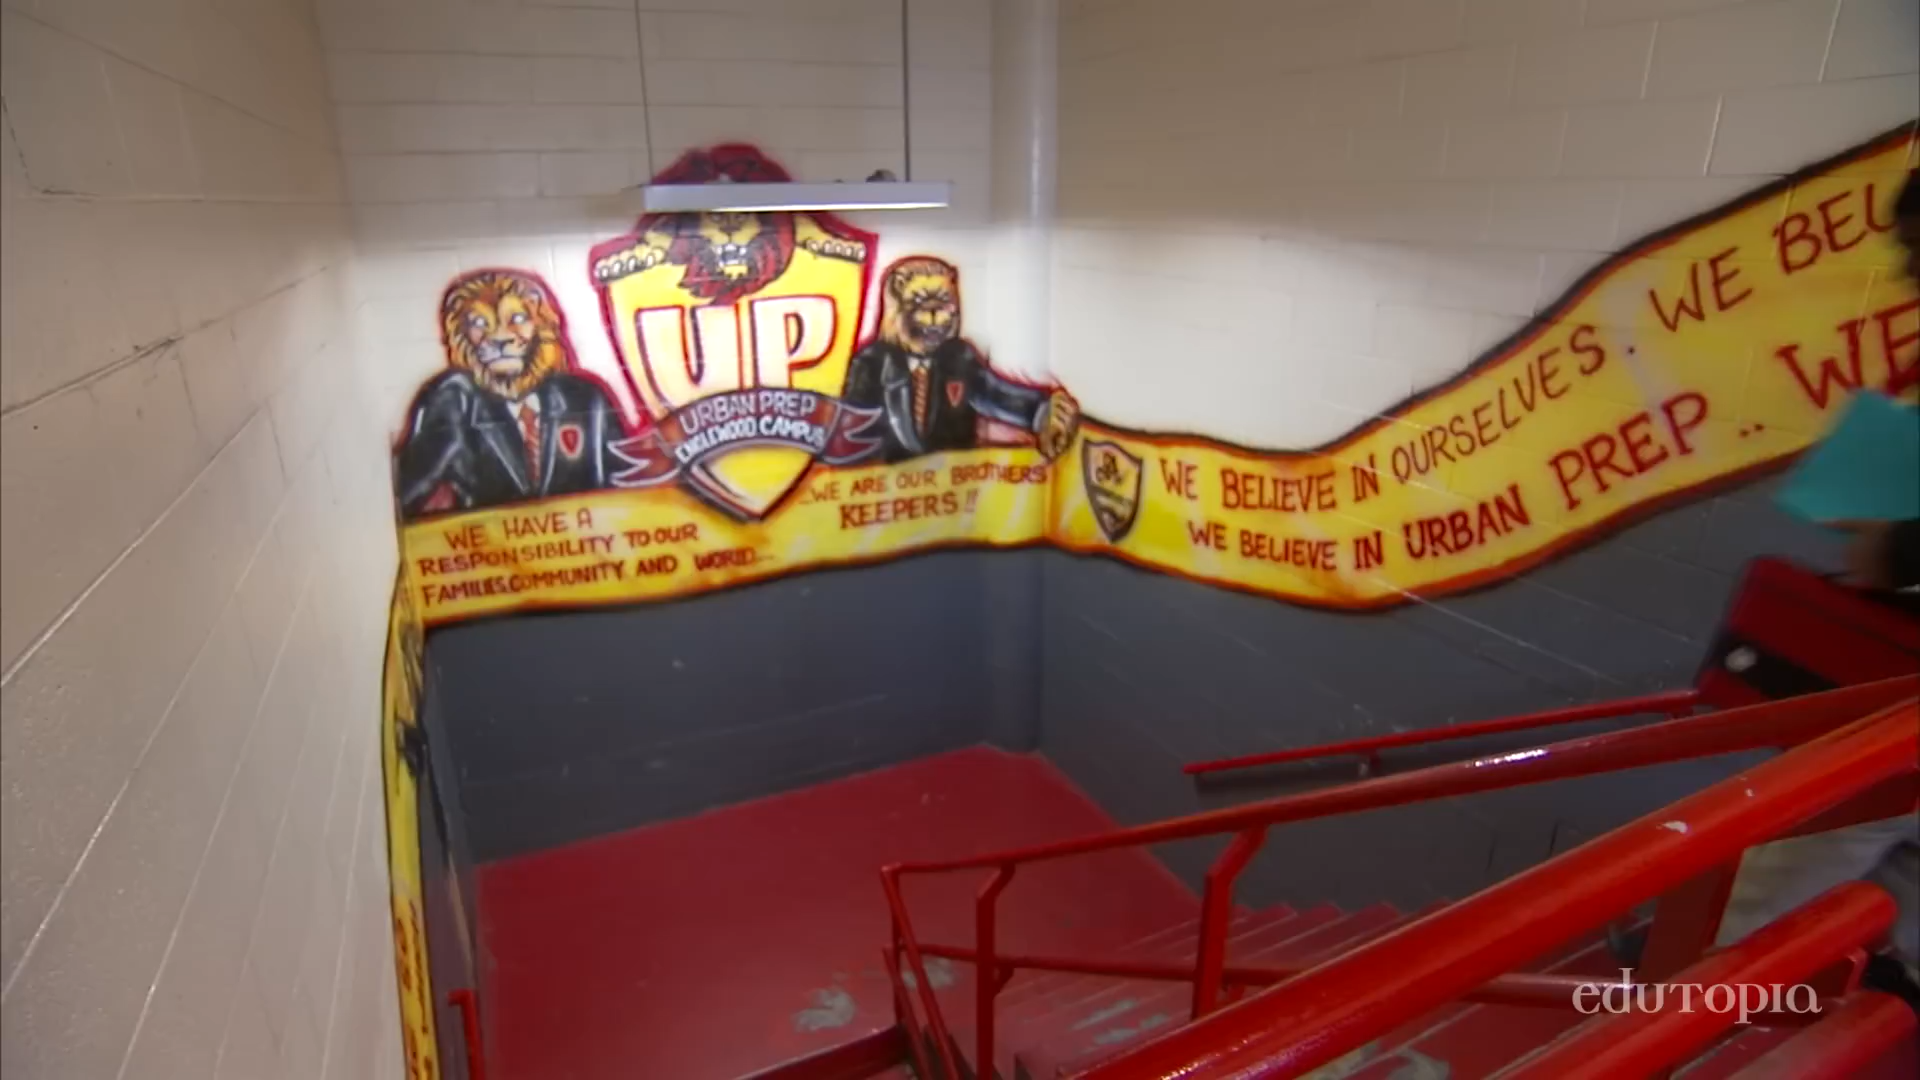 UP
URBAN PREP
ENGLEWOOD CAMPUS
WE HAVE A
RESPONSIBILITY TO OUR
FAMILIES, COMMUNITY AND WORLD...
...WE ARE OUR BROTHERS
KEEPERS!!
WE BELIEVE IN OURSELVES. WE BEL
WE BELIEVE IN URBAN PREP.. WE
edutopia